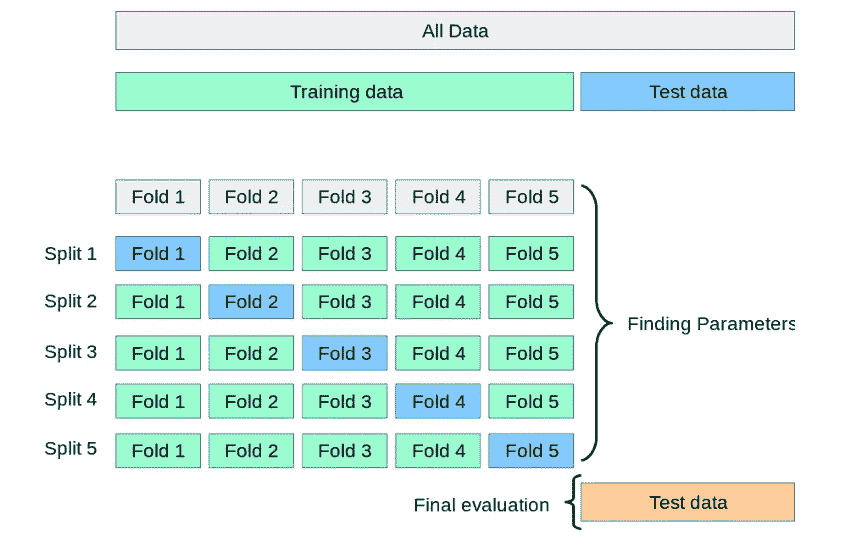 All Data
Training data Test data
Fold 1 Fold 2 Fold 3 Fold 4 Fold 5
Split 1 Fold 1 Fold 2 Fold 3 Fold 4 Fold 5
Split 2 Fold 1 Fold 2 Fold 3 Fold 4 Fold 5
Finding Parameters
Split 3 Fold 1 Fold 2 Fold 3 Fold 4 Fold 5
Split 4 Fold 1 Fold 2 Fold 3 Fold 4 Fold 5
Split 5 Fold 1 Fold 2 Fold 3 Fold 4 Fold 5
Final evaluation Test data